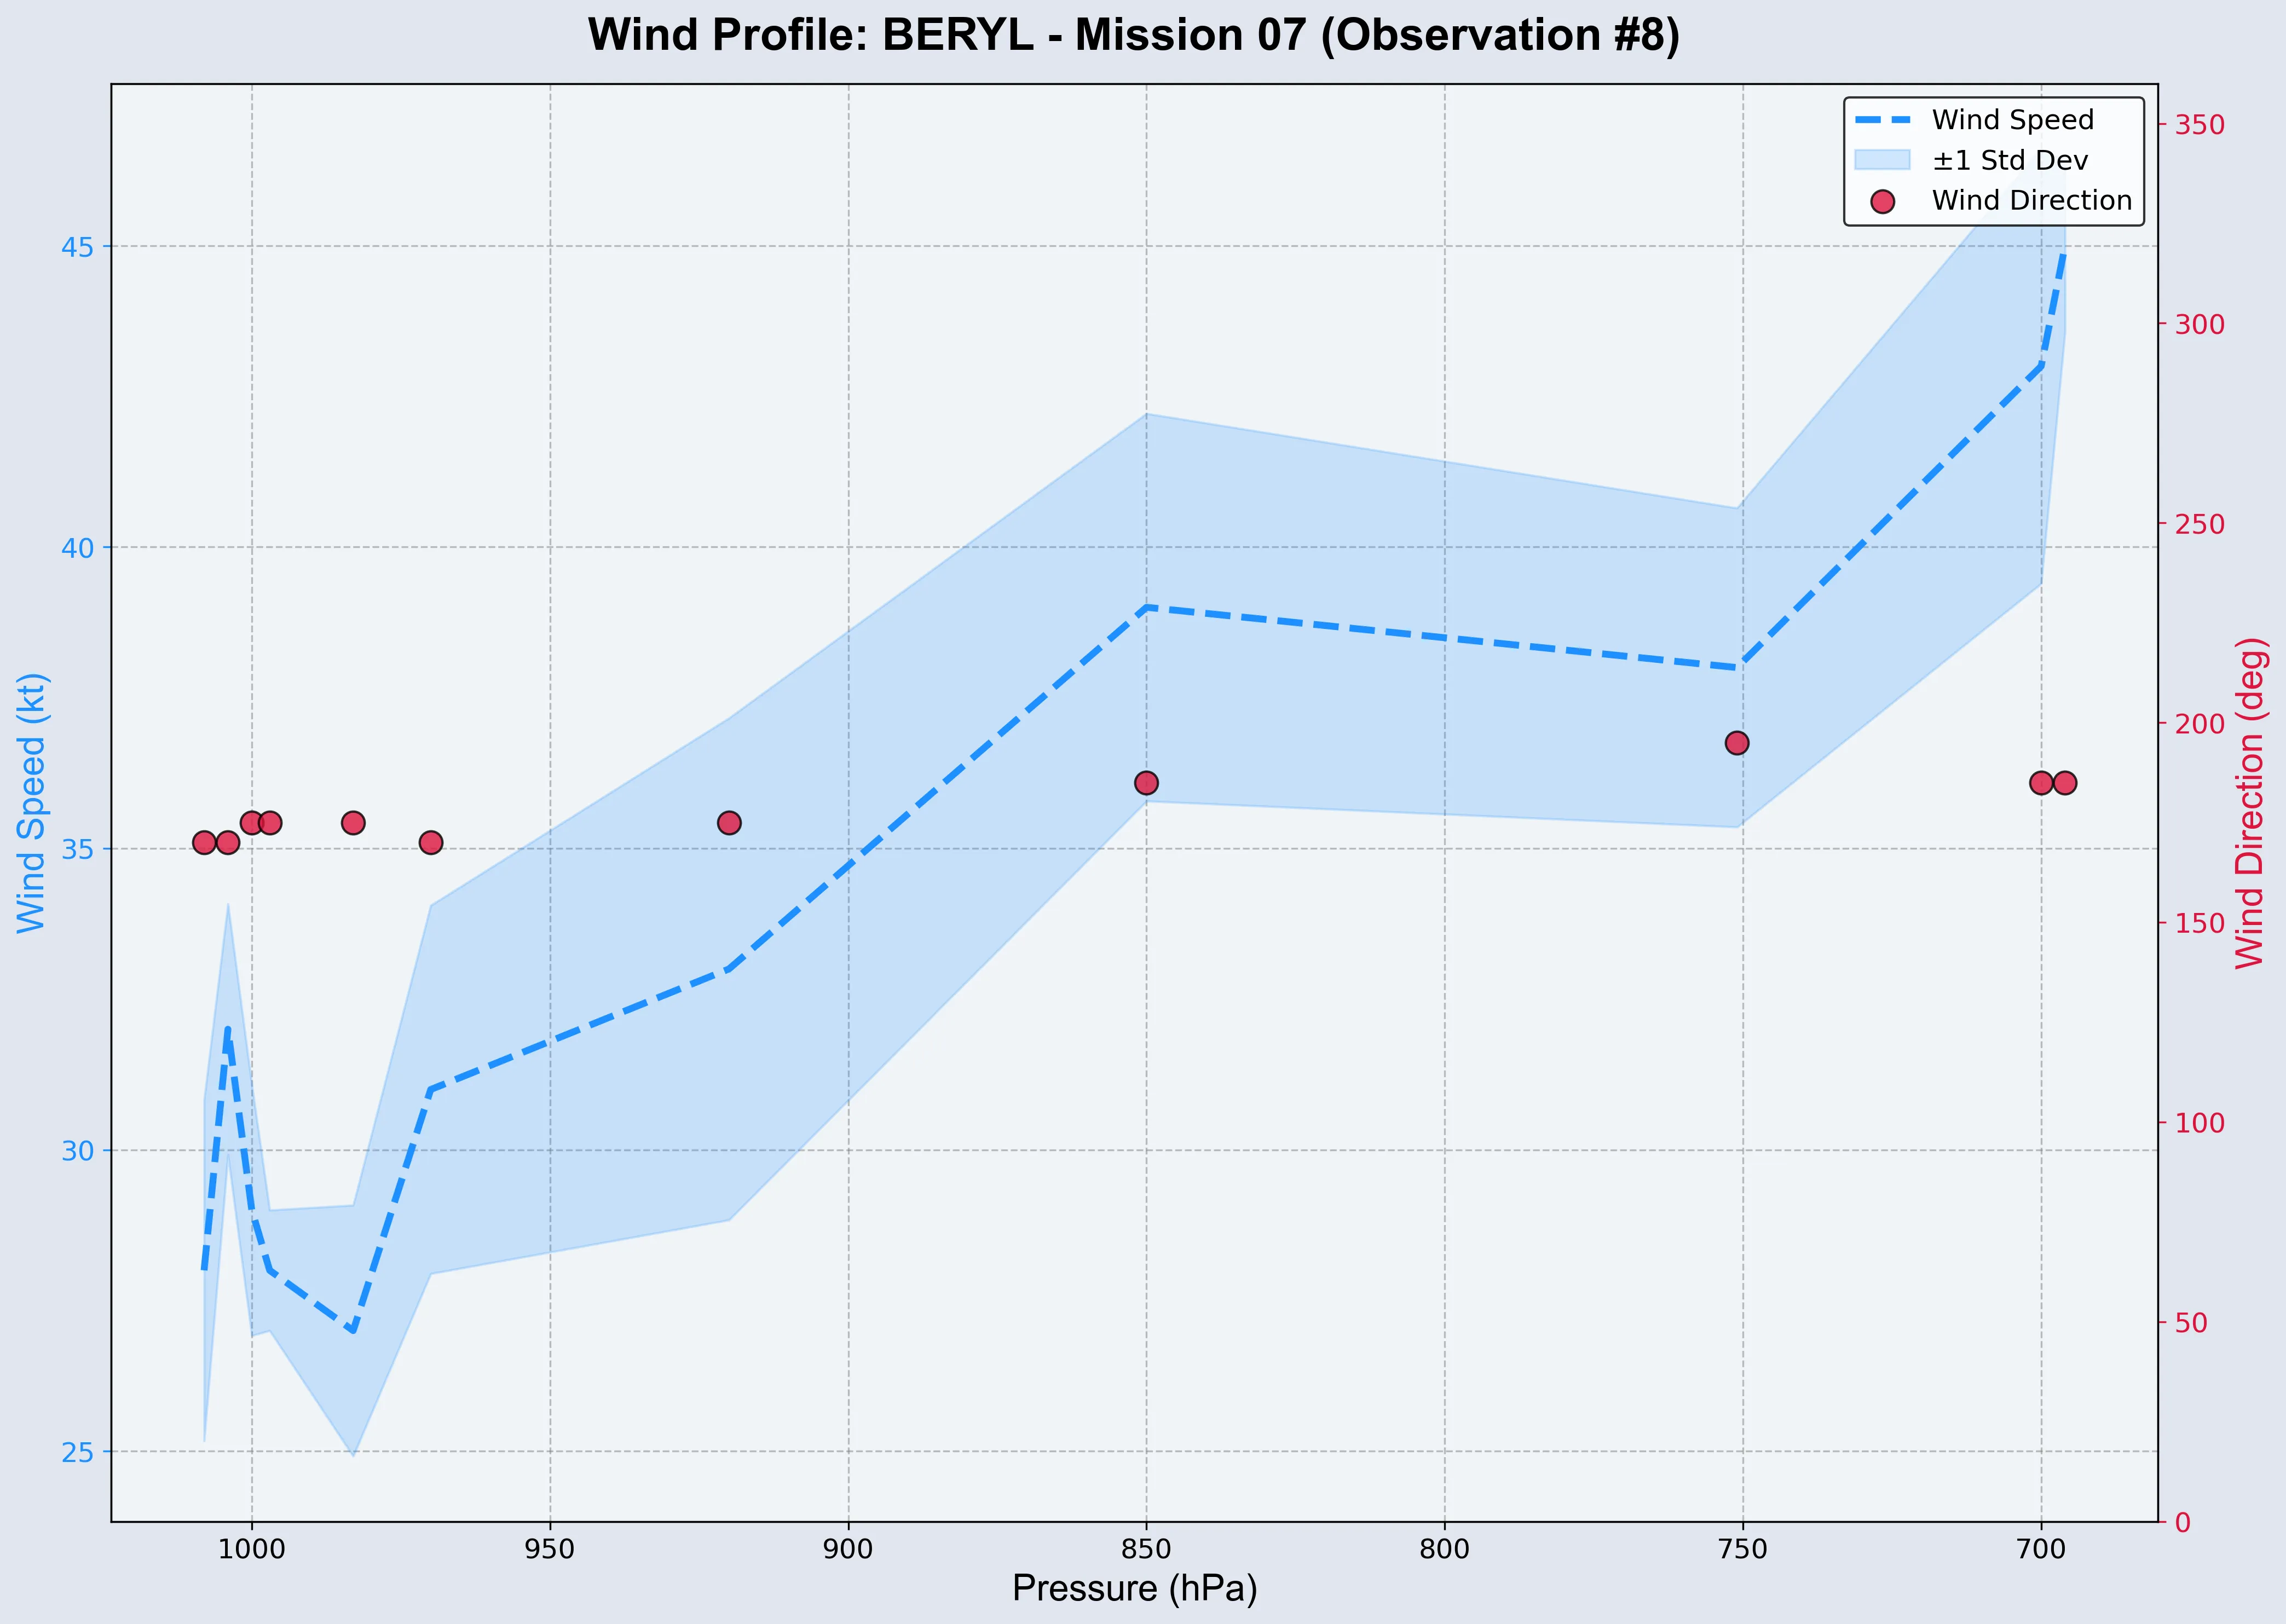 Wind Profile: BERYL - Mission 07 (Observation #8)
Wind Speed
±1 Std Dev
Wind Direction
Wind Speed (kt)
45
40
35
30
25
Wind Direction (deg)
350
300
250
200
150
100
50
0
1000 950 900 850 800 750 700
Pressure (hPa)